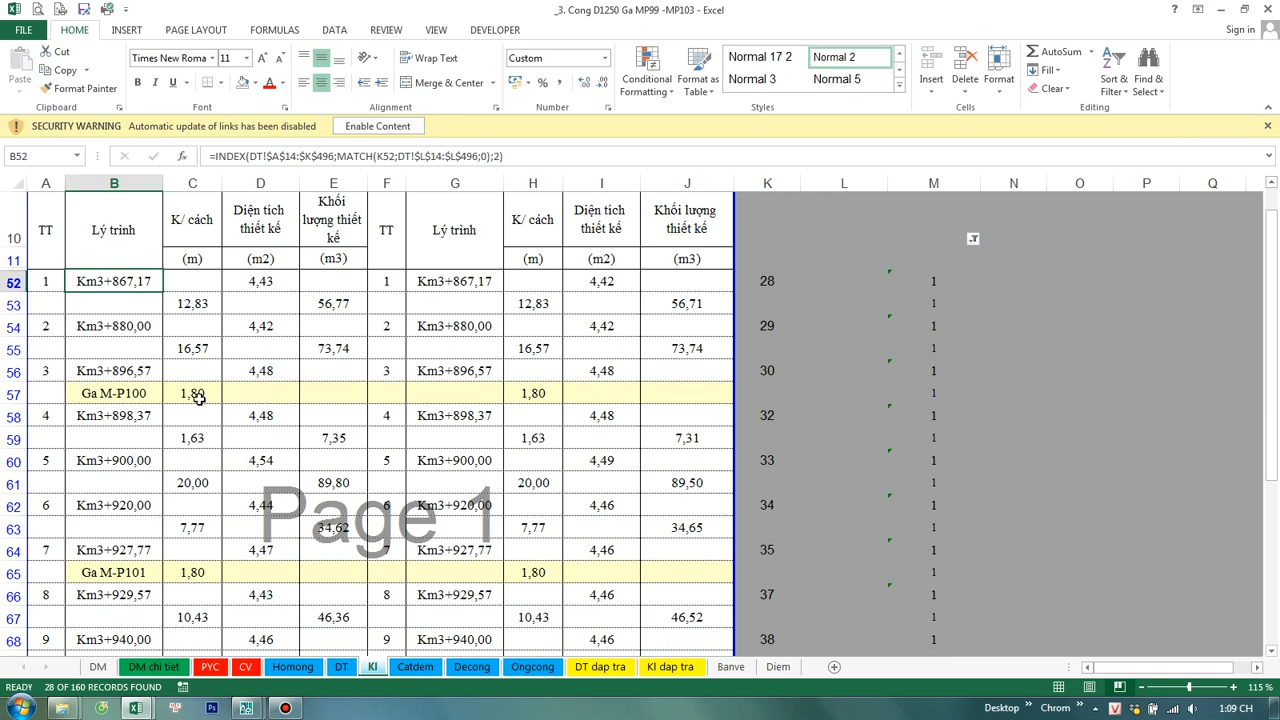 _3. Cong D1250 Ga MP99 -MP103 - Excel
FILE HOME INSERT PAGE LAYOUT FORMULAS DATA REVIEW VIEW DEVELOPER Sign in
Paste Cut Copy Format Painter Clipboard
Times New Roma 11 B I U Font
Wrap Text Merge & Center Alignment
Custom % Number
Conditional Formatting Format as Table Normal 17 2 Normal 2 Normal 3 Normal 5 Styles
Insert Delete Format Cells
AutoSum Fill Clear Sort & Filter Find & Select Editing
SECURITY WARNING Automatic update of links has been disabled Enable Content
B52 fx =INDEX(DT!$A$14:$K$496;MATCH(K52;DT!$L$14:$L$496;0);2)
A B C D E F G H I J K L M N O P Q
10 TT Lý trình K/ cách Diện tích thiết kế Khối lượng thiết kế TT Lý trình K/ cách Diện tích thiết kế Khối lượng thiết kế
11 (m) (m2) (m3) (m) (m2) (m3)
52 1 Km3+867,17 4,43 1 Km3+867,17 4,42 28 1
53 12,83 56,77 12,83 56,71 1
54 2 Km3+880,00 4,42 2 Km3+880,00 4,42 29 1
55 16,57 73,74 16,57 73,74 1
56 3 Km3+896,57 4,48 3 Km3+896,57 4,48 30 1
57 Ga M-P100 1,80 1,80 1
58 4 Km3+898,37 4,48 4 Km3+898,37 4,48 32 1
59 1,63 7,35 1,63 7,31 1
60 5 Km3+900,00 4,54 5 Km3+900,00 4,49 33 1
61 20,00 89,80 20,00 89,50 1
62 6 Km3+920,00 4,44 6 Km3+920,00 4,46 34 1
63 7,77 34,62 7,77 34,65 1
64 7 Km3+927,77 4,47 7 Km3+927,77 4,46 35 1
65 Ga M-P101 1,80 1,80 1
66 8 Km3+929,57 4,43 8 Km3+929,57 4,46 37 1
67 10,43 46,36 10,43 46,52 1
68 9 Km3+940,00 4,46 9 Km3+940,00 4,46 38 1
Page 1
DM DM chi tiet PYC CV Homong DT Kl Catdem Decong Ongcong DT dap tra Kl dap tra Banve Diem
READY 28 OF 160 RECORDS FOUND 115 %
Desktop Chrom 1:09 CH